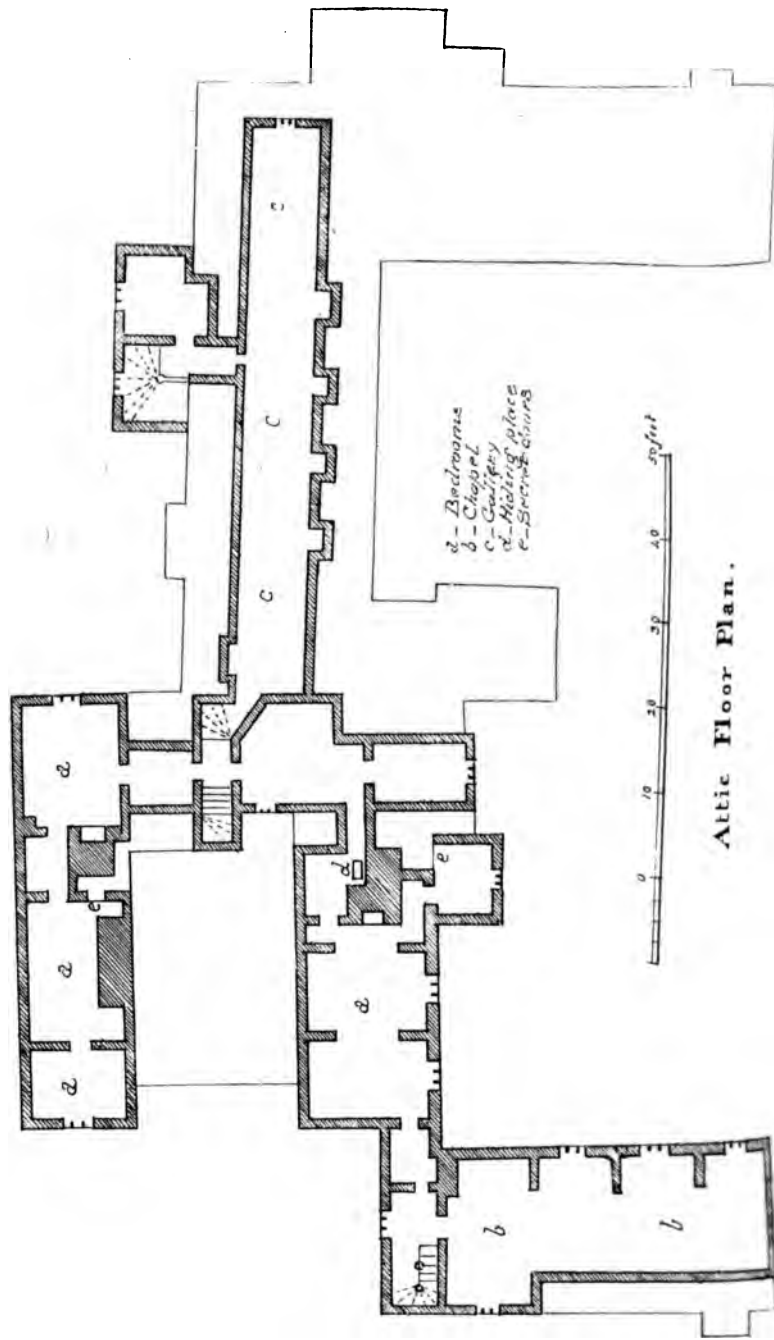 a - Bedrooms
b - Chapel
c - Gallery
d - Hiding place
e - Secret doors
0 10 20 30 40 50 feet
Attic Floor Plan.
a
a
a
e
d
a
e
c
c
c
b
b